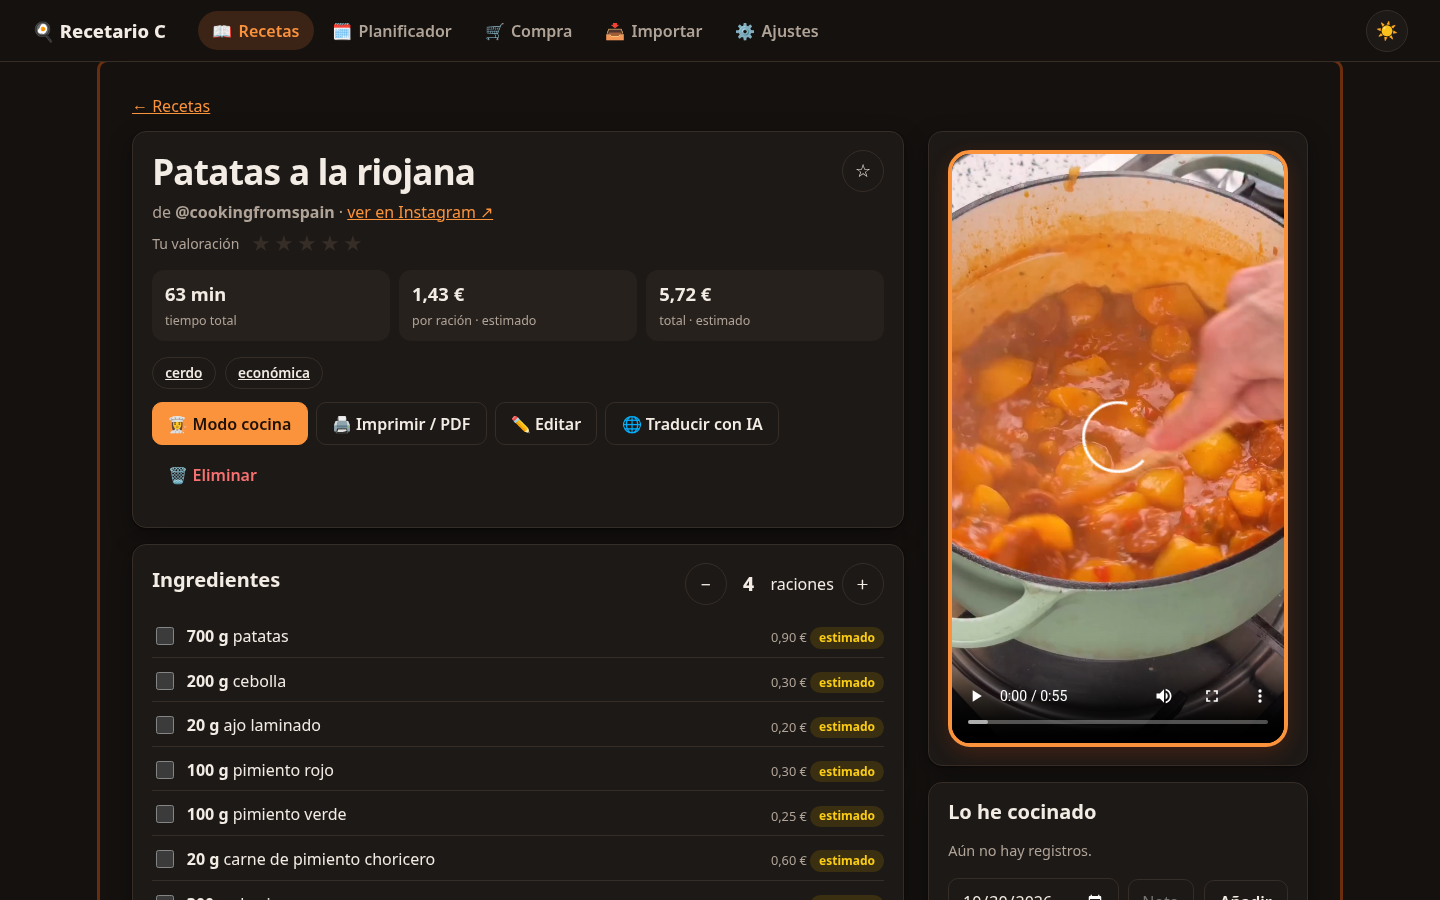 Recetario C
Recetas
Planificador
Compra
Importar
Ajustes
← Recetas
Patatas a la riojana
de @cookingfromspain · ver en Instagram ↗
Tu valoración
63 min
tiempo total
1,43 €
por ración · estimado
5,72 €
total · estimado
cerdo
económica
Modo cocina
Imprimir / PDF
Editar
Traducir con IA
Eliminar
Ingredientes
− 4 raciones +
700 g patatas 0,90 € estimado
200 g cebolla 0,30 € estimado
20 g ajo laminado 0,20 € estimado
100 g pimiento rojo 0,30 € estimado
100 g pimiento verde 0,25 € estimado
20 g carne de pimiento choricero 0,60 € estimado
0:00 / 0:55
Lo he cocinado
Aún no hay registros.